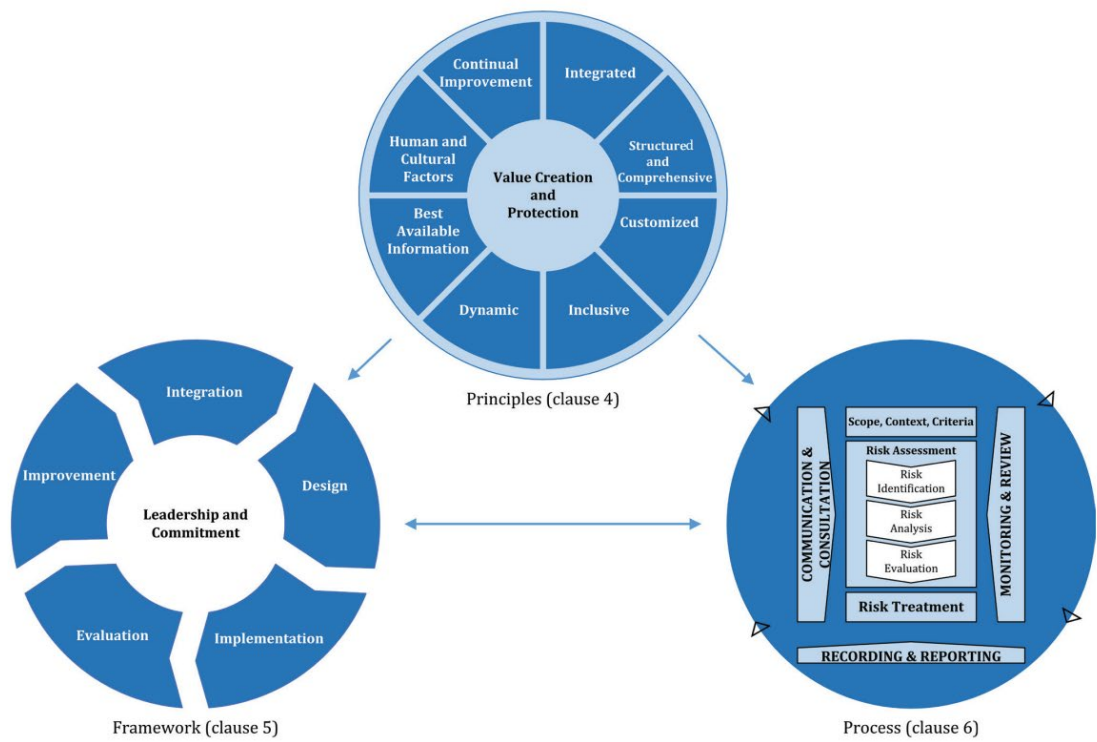 Continual
Improvement
Integrated
Human and
Cultural
Factors
Structured
and
Comprehensive
Value Creation
and
Protection
Best
Available
Information
Customized
Dynamic
Inclusive
Principles (clause 4)
Integration
Improvement
Design
Leadership and
Commitment
Evaluation
Implementation
Framework (clause 5)
Scope, Context, Criteria
Risk Assessment
Risk
Identification
Risk
Analysis
Risk
Evaluation
COMMUNICATION &
CONSULTATION
MONITORING & REVIEW
Risk Treatment
RECORDING & REPORTING
Process (clause 6)